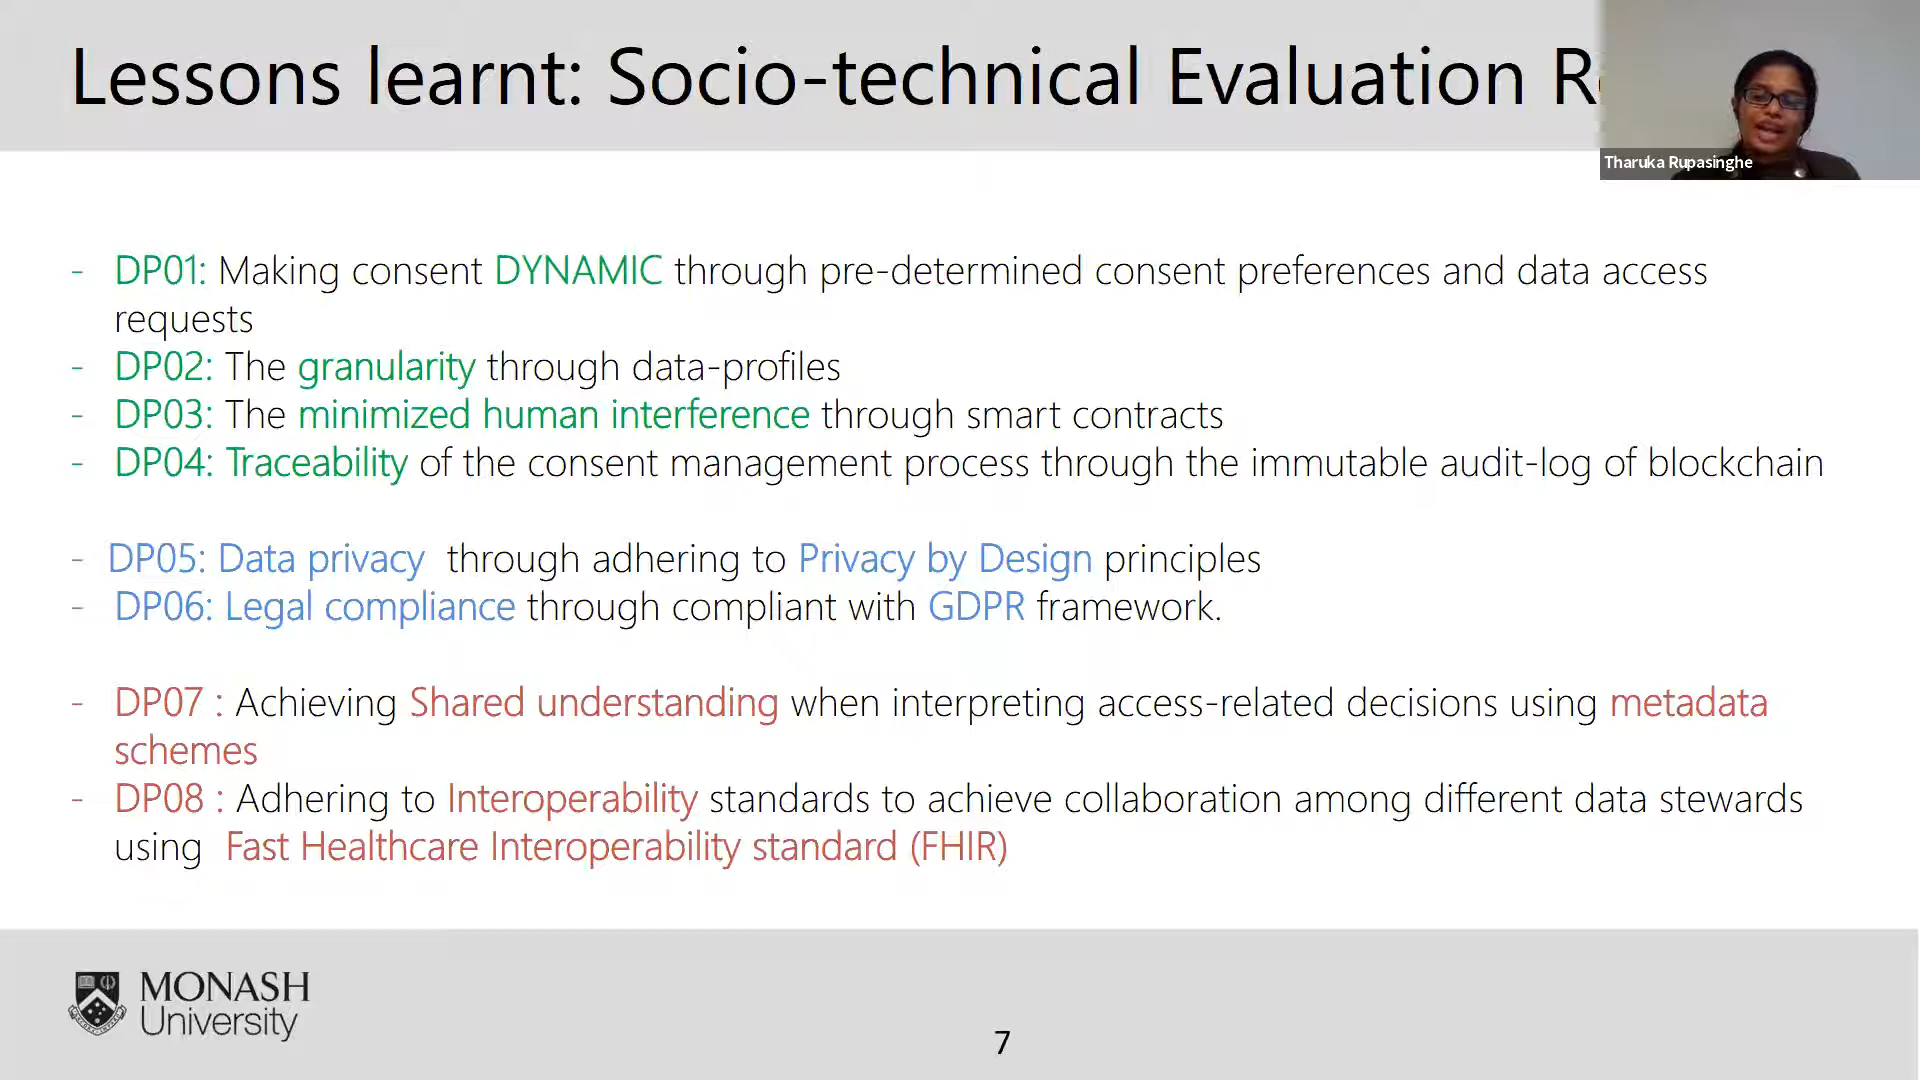 Lessons learnt: Socio-technical Evaluation
Tharuka Rupasinghe
- DP01: Making consent DYNAMIC through pre-determined consent preferences and data access
requests
- DP02: The granularity through data-profiles
- DP03: The minimized human interference through smart contracts
- DP04: Traceability of the consent management process through the immutable audit-log of blockchain
- DP05: Data privacy through adhering to Privacy by Design principles
- DP06: Legal compliance through compliant with GDPR framework.
- DP07 : Achieving Shared understanding when interpreting access-related decisions using metadata
schemes
- DP08 : Adhering to Interoperability standards to achieve collaboration among different data stewards
using Fast Healthcare Interoperability standard (FHIR)
MONASH
University
7